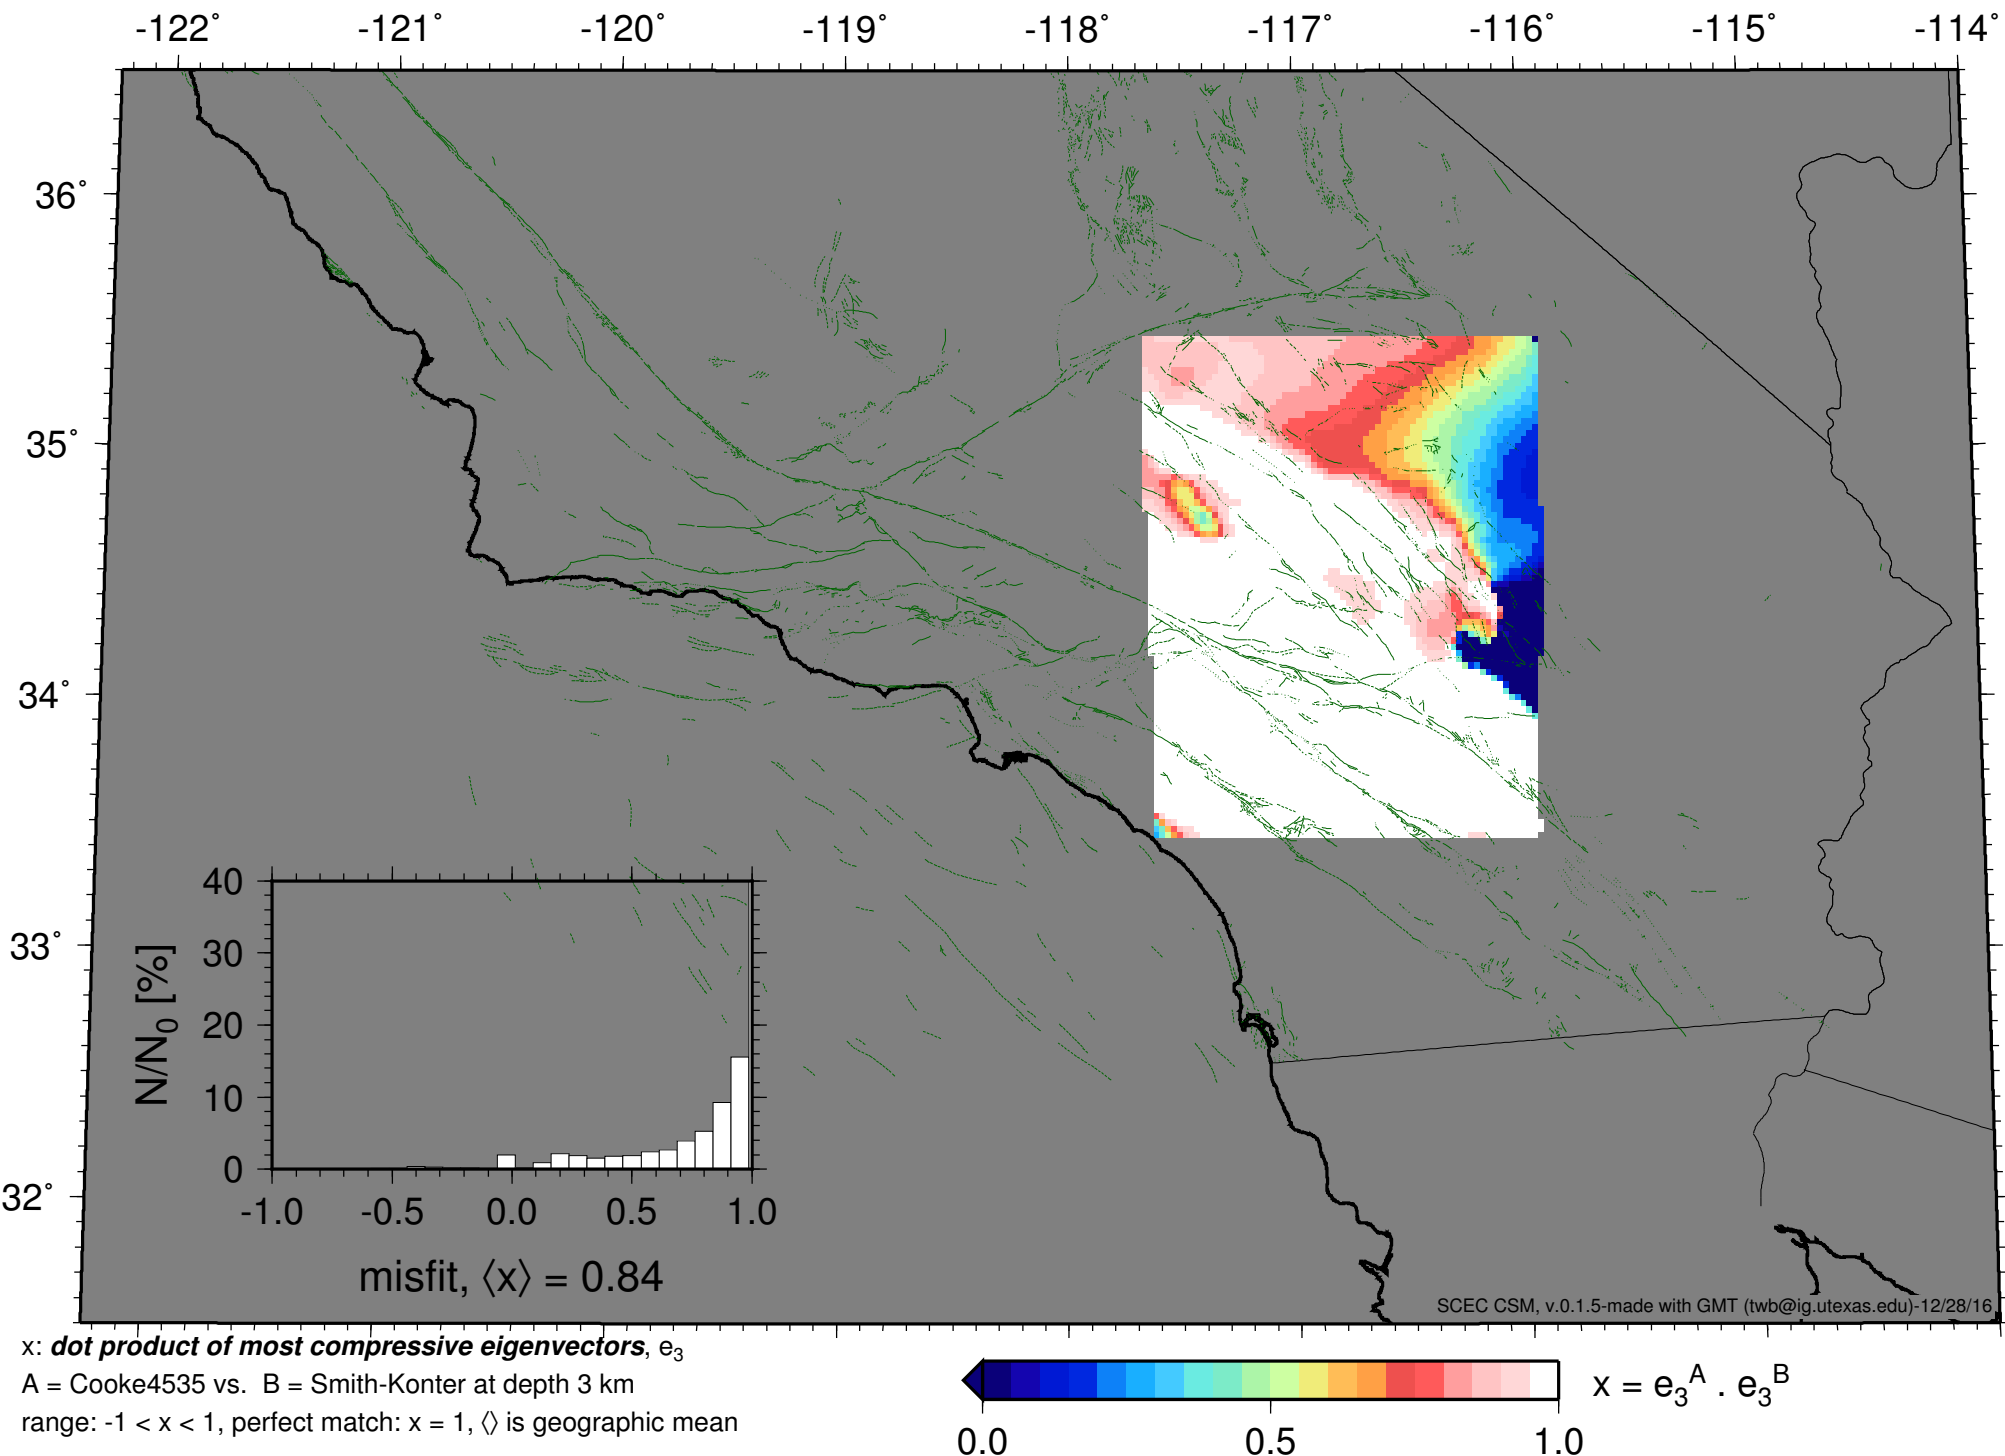 -122˚ -121˚ -120˚ -119˚ -118˚ -117˚ -116˚ -115˚ -114˚
36˚
35˚
34˚
33˚
32˚
40
30
20
10
0
N/N0 [%]
-1.0 -0.5 0.0 0.5 1.0
misfit, ⟨x⟩ = 0.84
SCEC CSM, v.0.1.5-made with GMT (twb@ig.utexas.edu)-12/28/16
x: dot product of most compressive eigenvectors, e3
A = Cooke4535 vs. B = Smith-Konter at depth 3 km
range: -1 < x < 1, perfect match: x = 1, ⟨⟩ is geographic mean
x = e3^A . e3^B
0.0 0.5 1.0